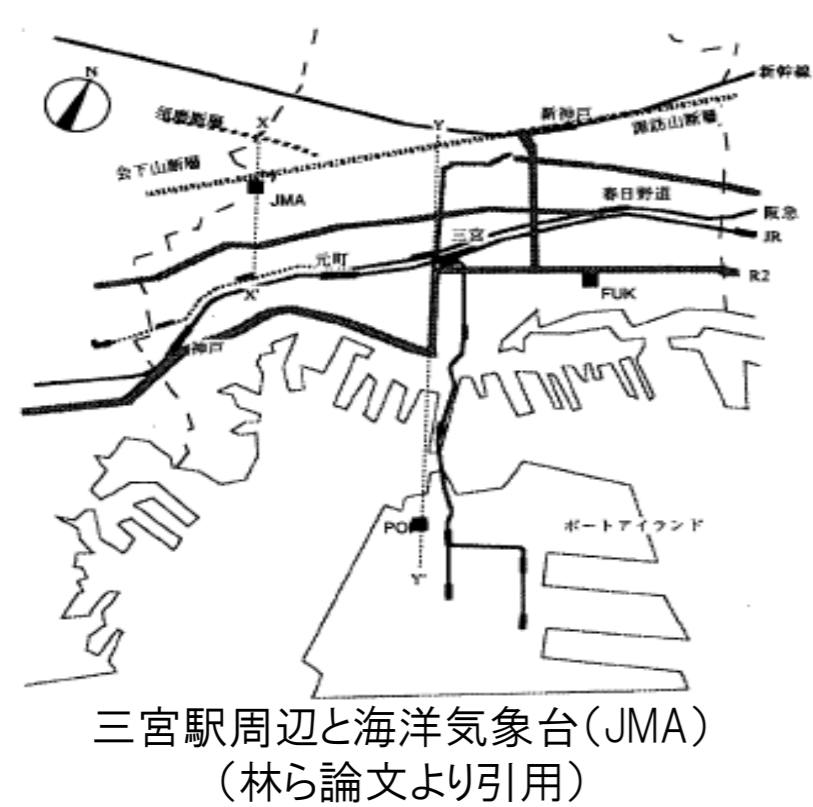 N
新幹線
X
Y
新神戸
諏訪山断層
会下山断層
JMA
春日野道
阪急
三宮
JR
元町
R2
X'
FUK
神戸
ポートアイランド
Y'
三宮駅周辺と海洋気象台(JMA)
(林ら論文より引用)